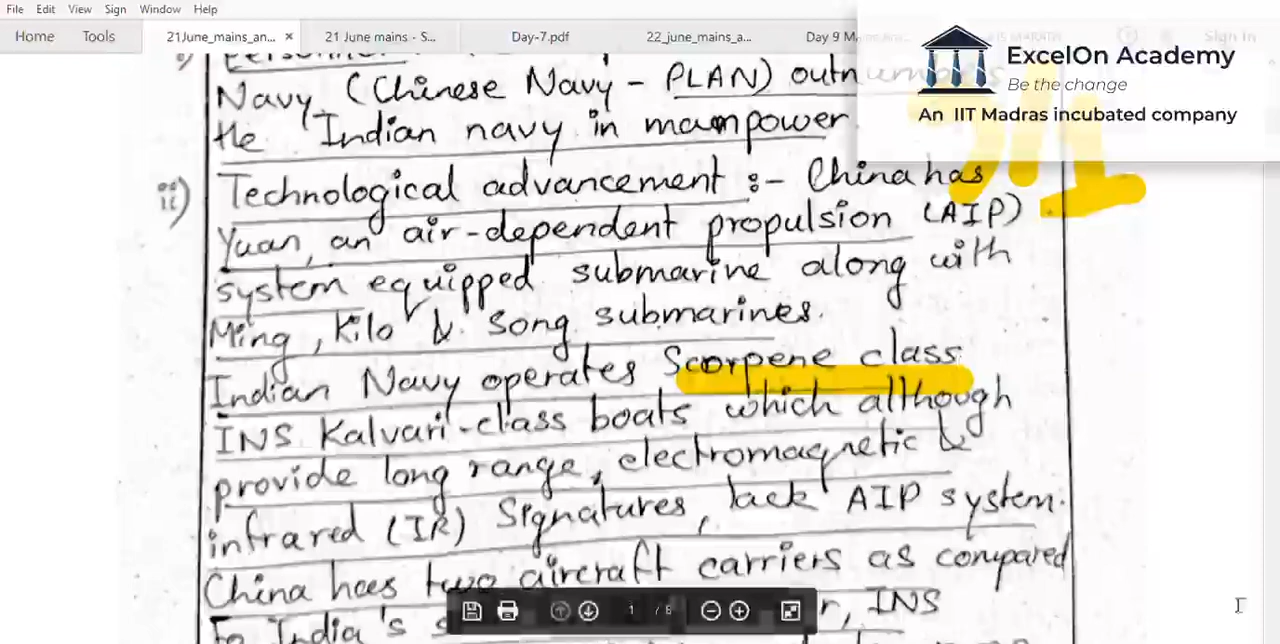 File Edit View Sign Window Help
Home Tools 21June_mains_an... × 21 June mains - S... Day-7.pdf 22_june_mains_a... Day 9 M Sign In
ExcelOn Academy
Be the change
An IIT Madras incubated company
Navy (Chinese Navy - PLAN)
the Indian navy in manpower
ii) Technological advancement :- China has
Yuan, an air-dependent propulsion (AIP)
system equipped submarine along with
Ming, Kilo & Song submarines.
Indian Navy operates Scorpene class
INS Kalvari-class boats which although
provide long range, electromagnetic &
infrared (IR) Signatures, lack AIP system.
China has two aircraft carriers as compared
to India's r, INS
1 / 8